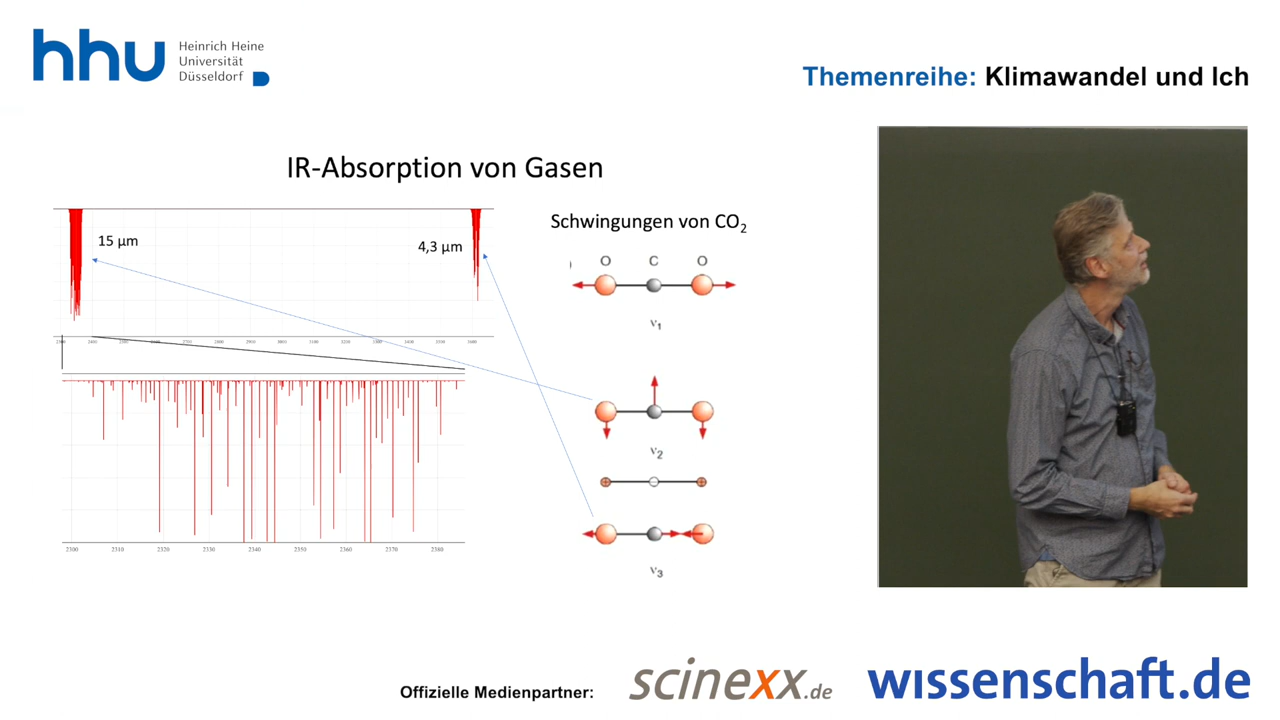 hhu
Heinrich Heine
Universität
Düsseldorf
Themenreihe: Klimawandel und Ich
IR-Absorption von Gasen
15 µm
4,3 µm
Schwingungen von CO₂
O C O
ν₁
ν₂
ν₃
2300 2310 2320 2330 2340 2350 2360 2370 2380
Offizielle Medienpartner:
scinexx.de
wissenschaft.de